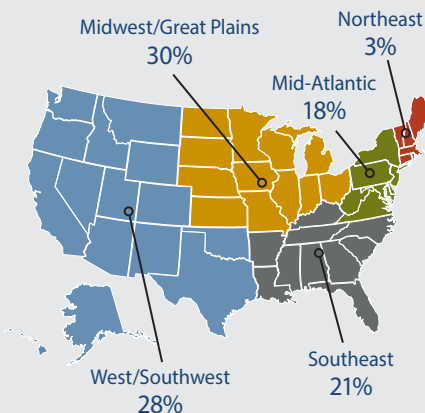 Northeast
3%
Midwest/Great Plains
30%
Mid-Atlantic
18%
West/Southwest
28%
Southeast
21%